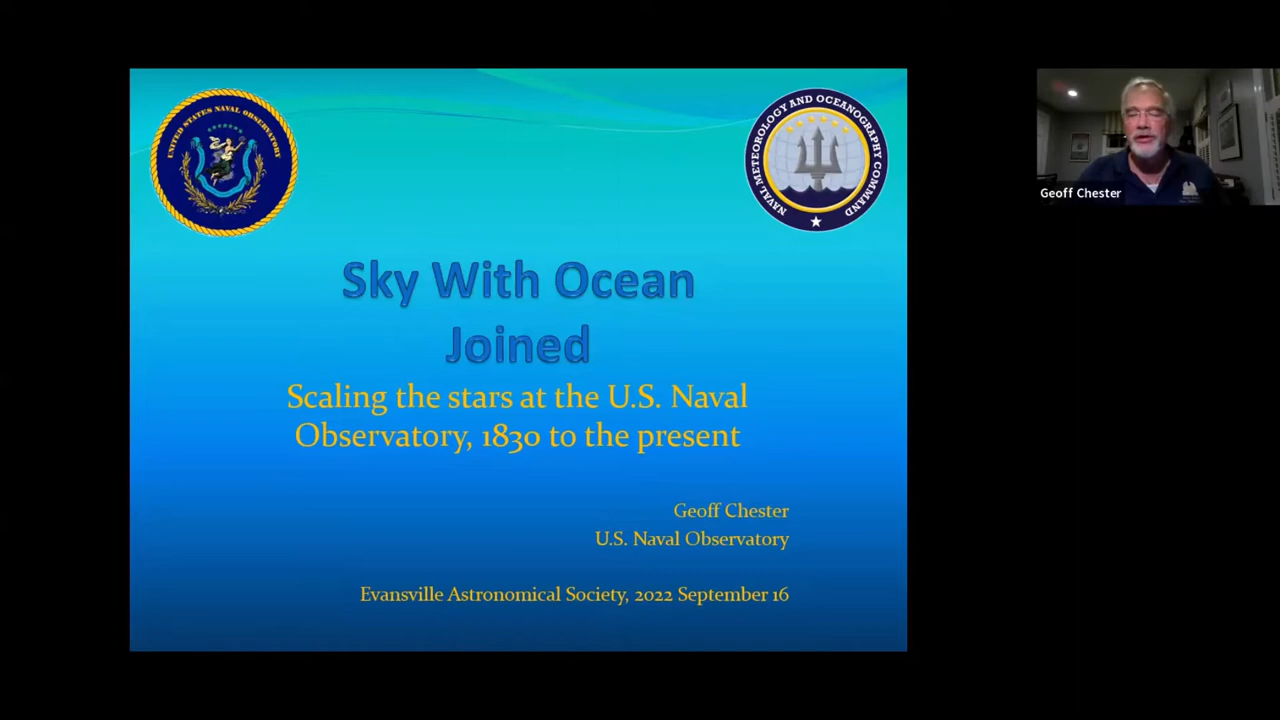 UNITED STATES NAVAL OBSERVATORY
NAVAL METEOROLOGY AND OCEANOGRAPHY COMMAND
Sky With Ocean
Joined
Scaling the stars at the U.S. Naval
Observatory, 1830 to the present
Geoff Chester
U.S. Naval Observatory
Evansville Astronomical Society, 2022 September 16
Geoff Chester